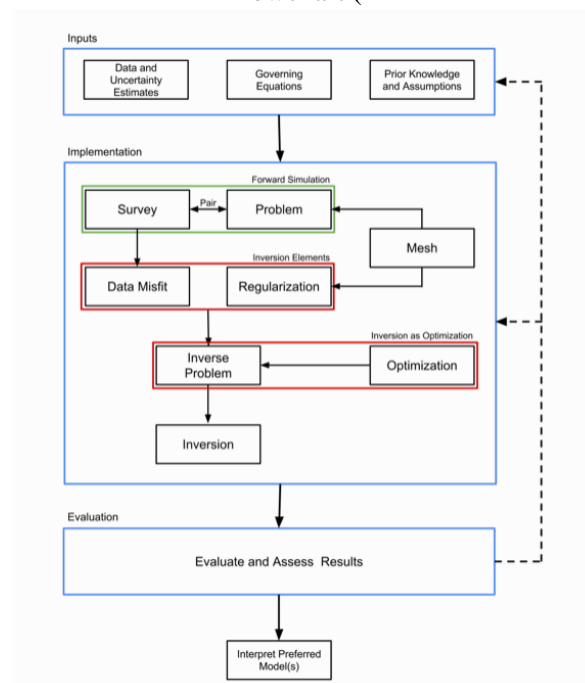 Inputs
Data and
Uncertainty
Estimates
Governing
Equations
Prior Knowledge
and Assumptions
Implementation
Forward Simulation
Survey
Pair
Problem
Mesh
Inversion Elements
Data Misfit
Regularization
Inversion as Optimization
Inverse
Problem
Optimization
Inversion
Evaluation
Evaluate and Assess Results
Interpret Preferred
Model(s)